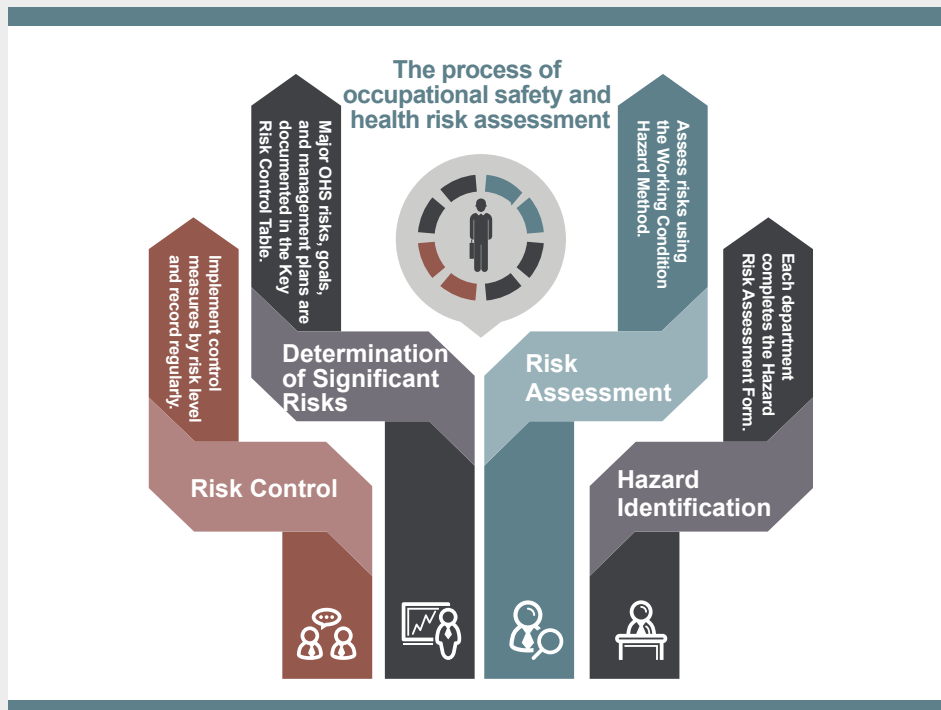 The process of
occupational safety and
health risk assessment
Implement control
measures by risk level
and record regularly.
Risk Control
Major OHS risks, goals,
and management plans are
documented in the Key
Risk Control Table.
Determination
of Significant
Risks
Assess risks using
the Working Condition
Hazard Method.
Risk
Assessment
Each department
completes the Hazard
Risk Assessment Form.
Hazard
Identification